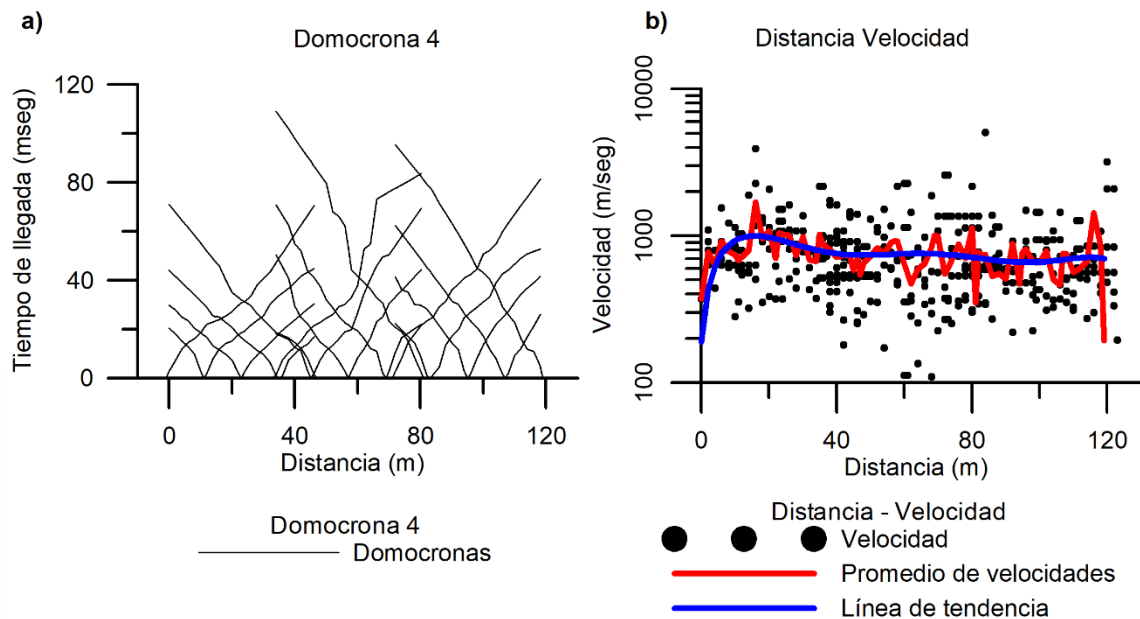 a)
Domocrona 4
Tiempo de llegada (mseg)
120
80
40
0
0 40 80 120
Distancia (m)
Domocrona 4
Domocronas
b)
Distancia Velocidad
Velocidad (m/seg)
10000
1000
100
0 40 80 120
Distancia (m)
Distancia - Velocidad
Velocidad
Promedio de velocidades
Línea de tendencia